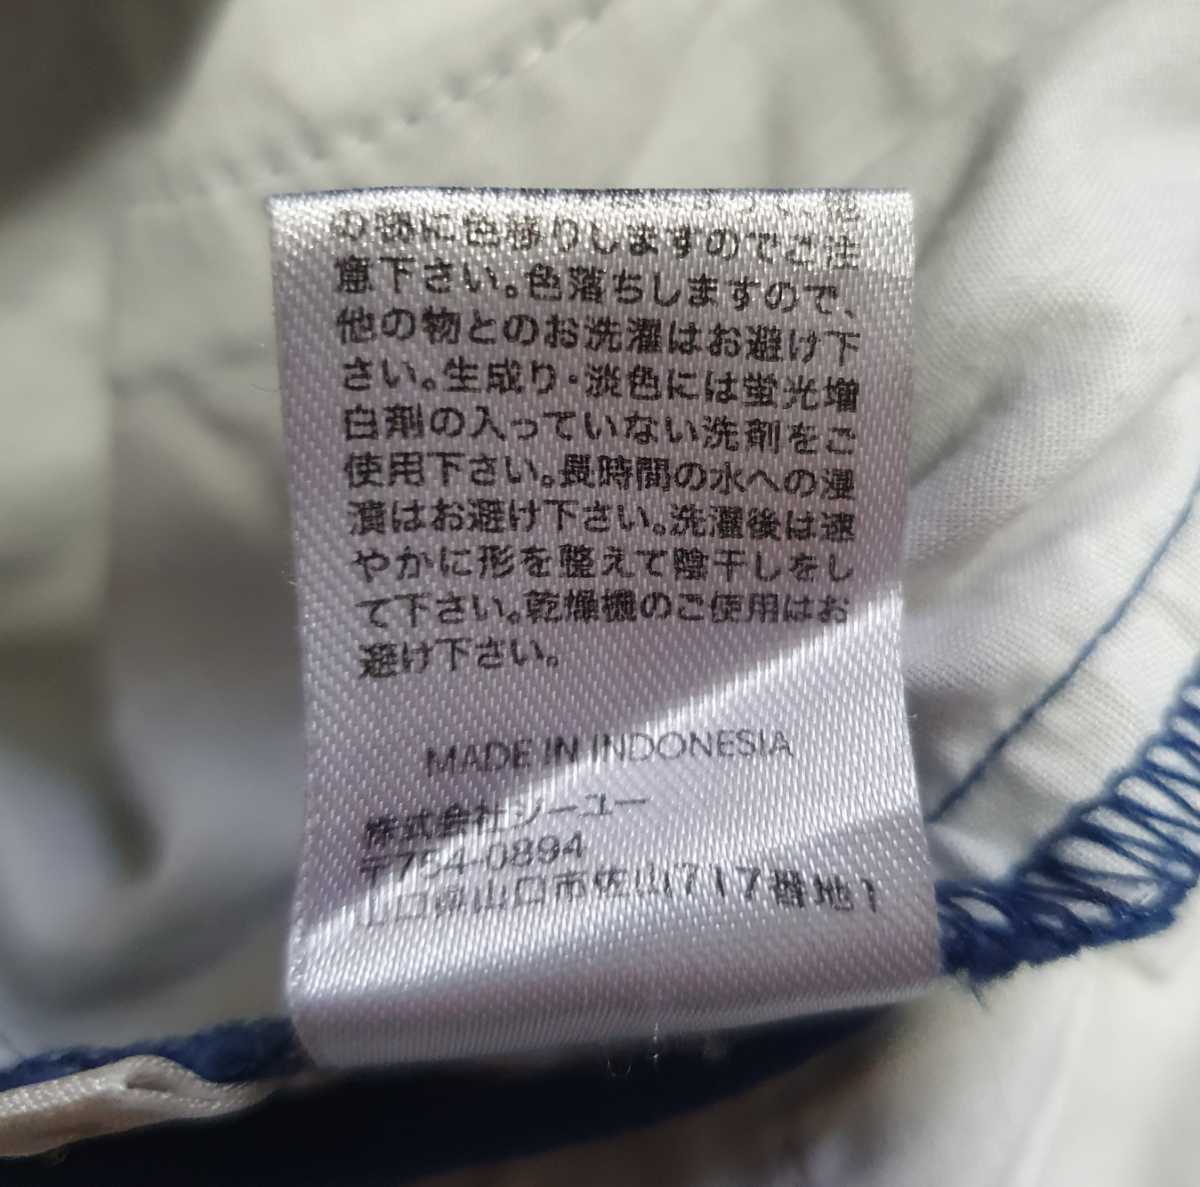 の物に色移りしますのでご注
意下さい。色落ちしますので、
他の物とのお洗濯はお避け下
さい。生成り・淡色には蛍光増
白剤の入っていない洗剤をご
使用下さい。長時間の水への浸
漬はお避け下さい。洗濯後は速
やかに形を整えて陰干しをし
て下さい。乾燥機のご使用はお
避け下さい。
MADE IN INDONESIA
株式会社ジーユー
〒754-0894
山口県山口市佐山717番地1